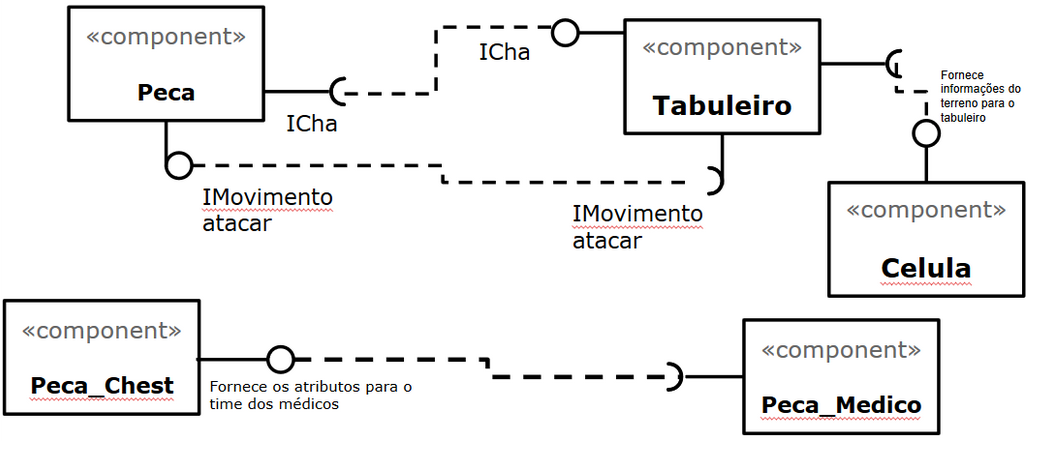 «component»
Peca
ICha
ICha
«component»
Tabuleiro
Fornece
informações do
terreno para o
tabuleiro
IMovimento
atacar
IMovimento
atacar
«component»
Celula
«component»
Peca_Chest
Fornece os atributos para o
time dos médicos
«component»
Peca_Medico